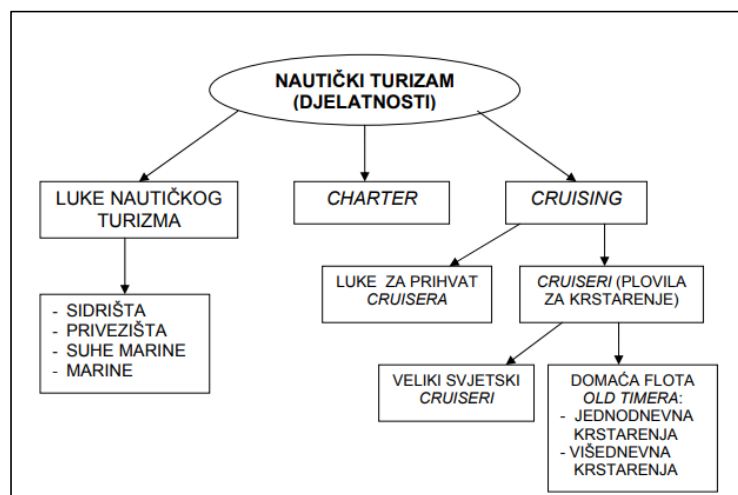 NAUTIČKI TURIZAM
(DJELATNOSTI)
LUKE NAUTIČKOG
TURIZMA
CHARTER
CRUISING
LUKE ZA PRIHVAT
CRUISERA
CRUISERI (PLOVILA
ZA KRSTARENJE)
- SIDRIŠTA
- PRIVEZIŠTA
- SUHE MARINE
- MARINE
VELIKI SVJETSKI
CRUISERI
DOMAĆA FLOTA
OLD TIMERA:
- JEDNODNEVNA
KRSTARENJA
- VIŠEDNEVNA
KRSTARENJA